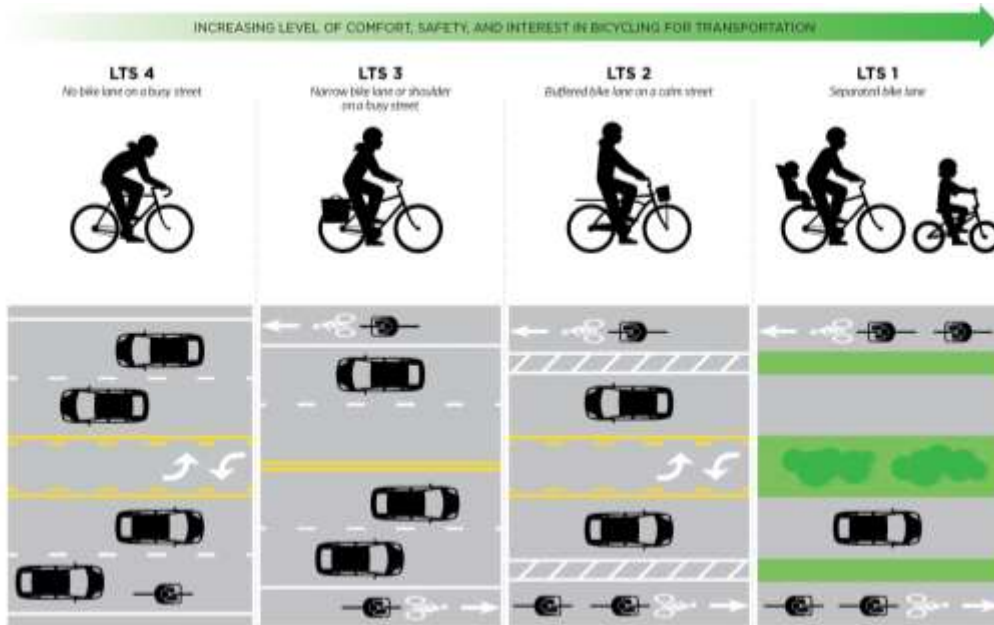 INCREASING LEVEL OF COMFORT, SAFETY, AND INTEREST IN BICYCLING FOR TRANSPORTATION
LTS 4
No bike lane on a busy street
LTS 3
Narrow bike lane or shoulder
on a busy street
LTS 2
Buffered bike lane on a calm street
LTS 1
Separated bike lane